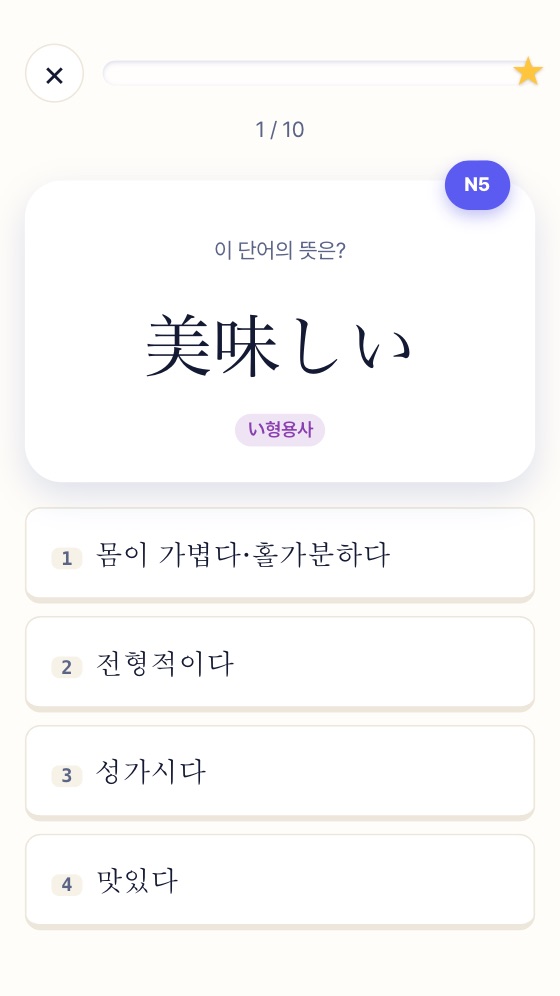 1 / 10
N5
이 단어의 뜻은?
美味しい
い형용사
1 몸이 가볍다·홀가분하다
2 전형적이다
3 성가시다
4 맛있다